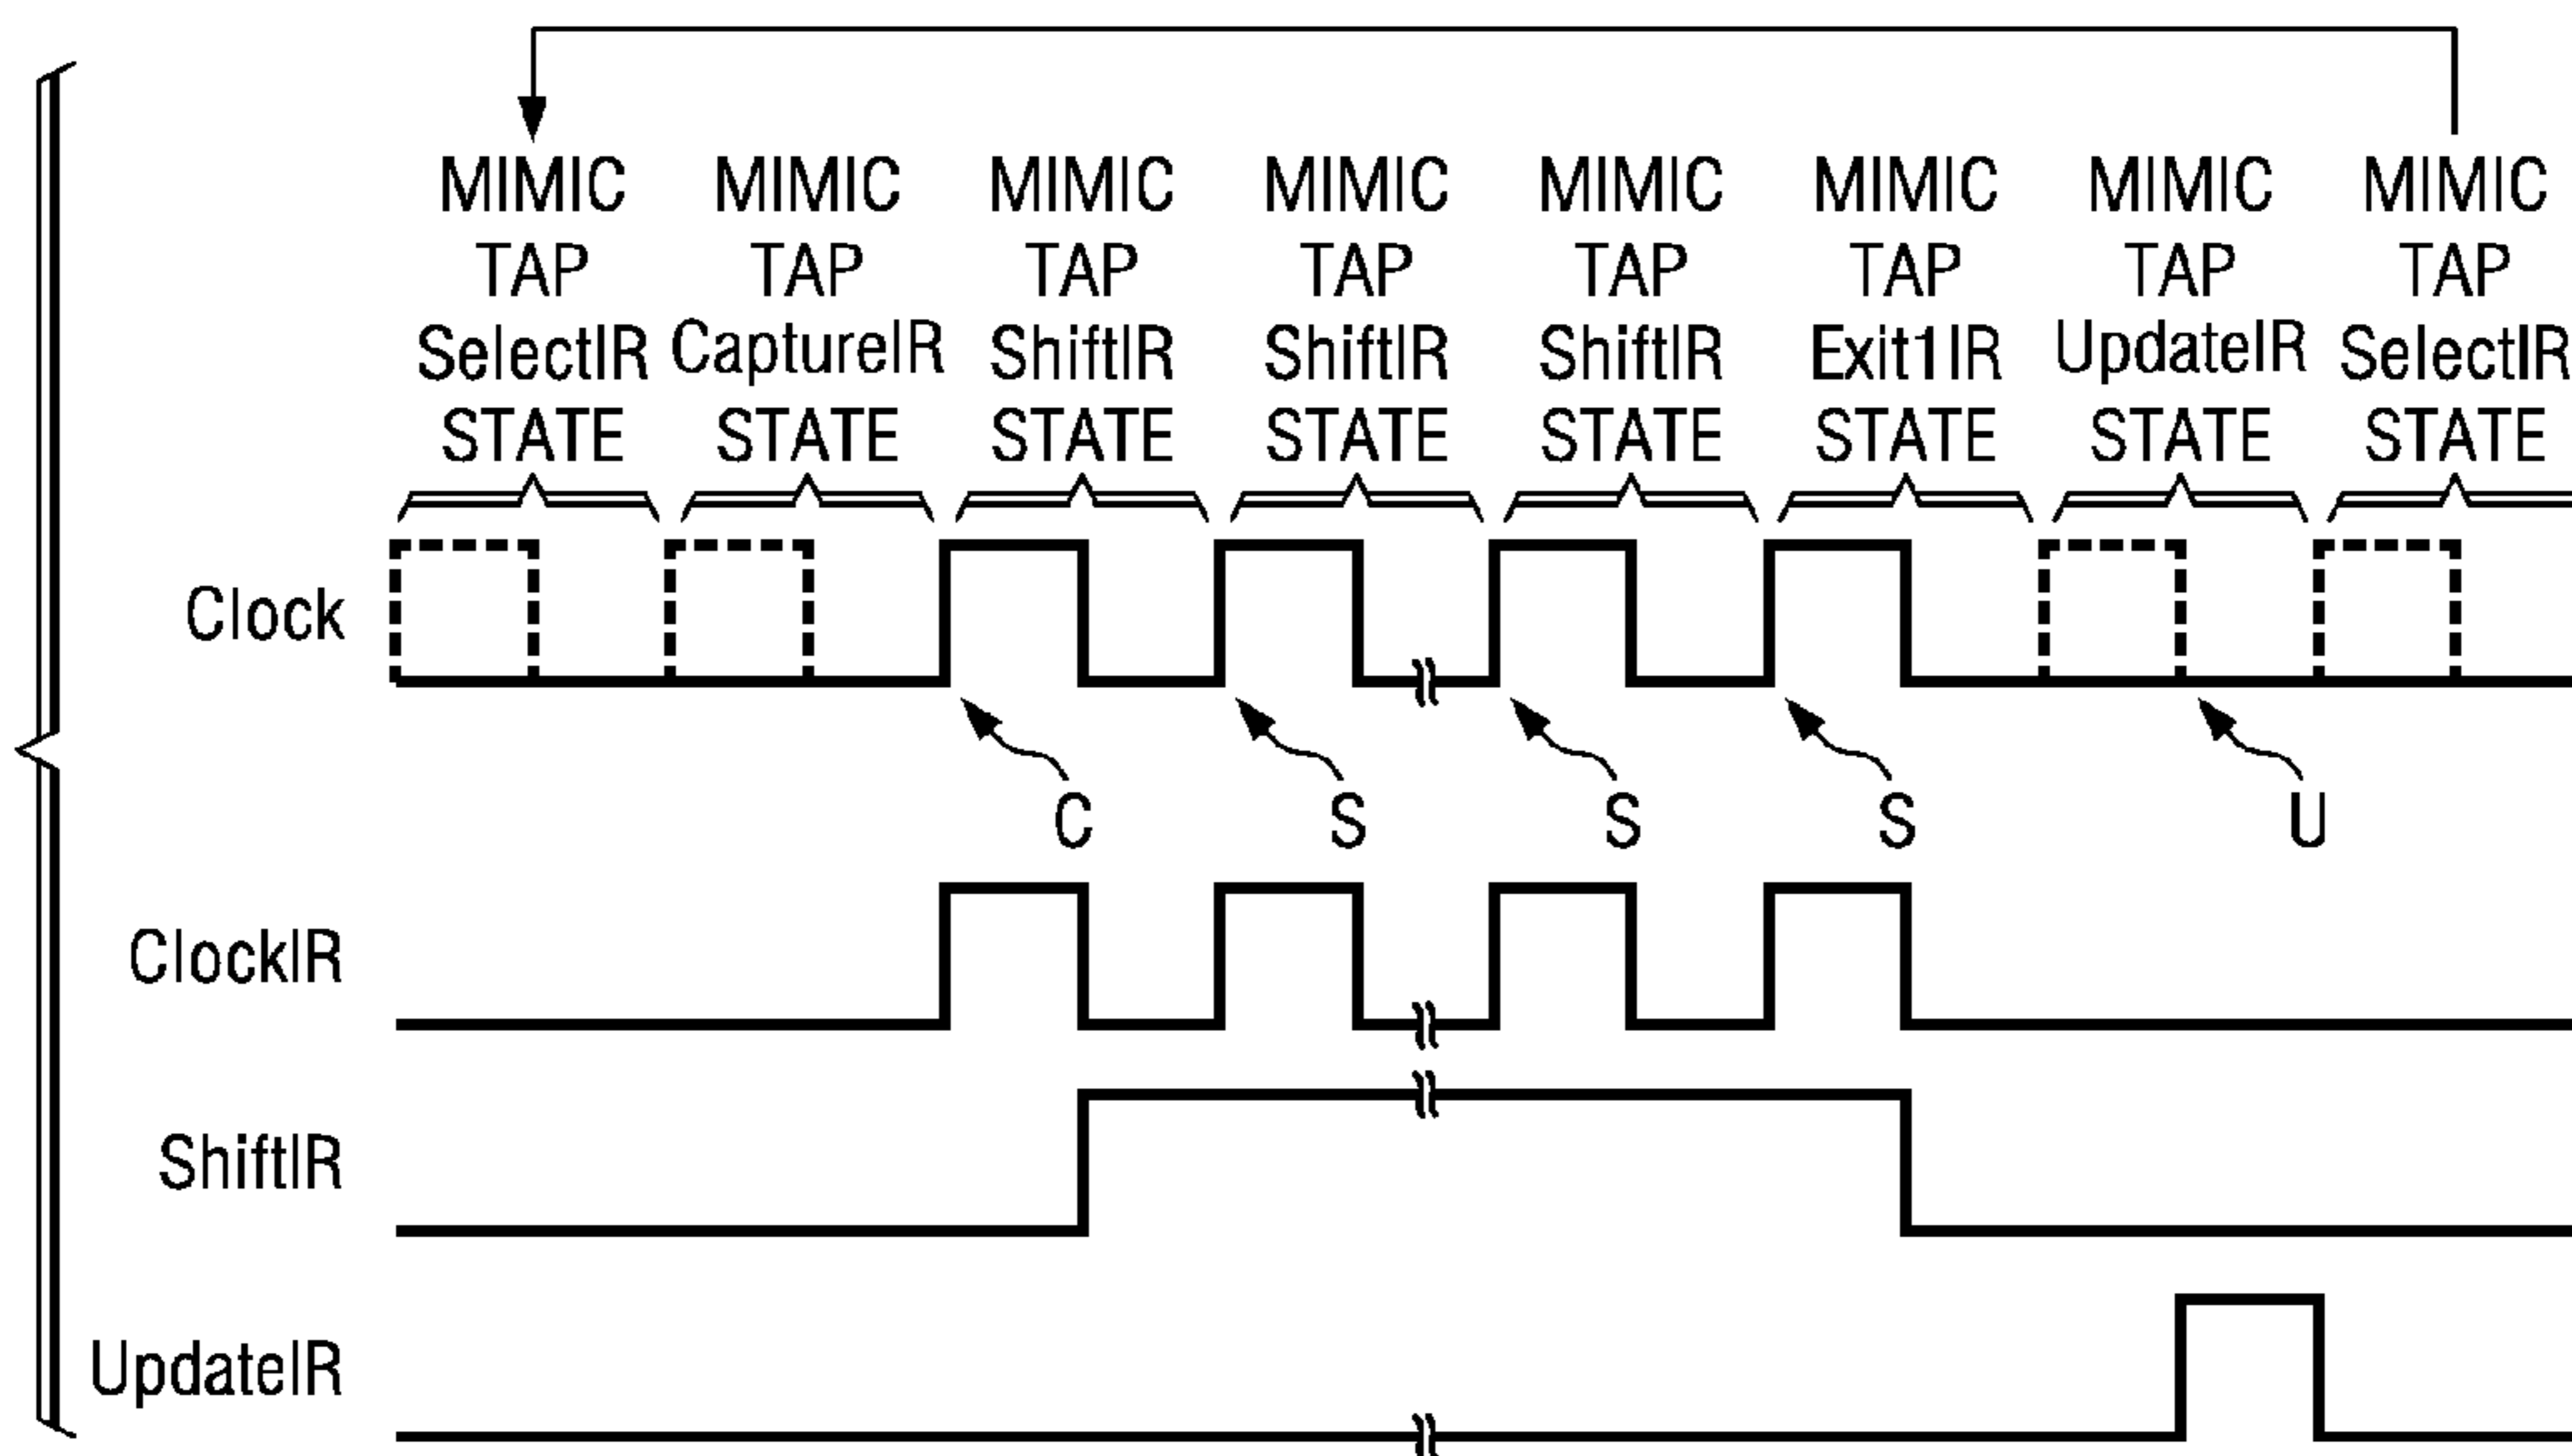 MIMIC MIMIC MIMIC MIMIC MIMIC MIMIC MIMIC MIMIC
TAP TAP TAP TAP TAP TAP TAP TAP
SelectIR CaptureIR ShiftIR ShiftIR ShiftIR Exit1IR UpdateIR SelectIR
STATE STATE STATE STATE STATE STATE STATE STATE
Clock
C S S S U
ClockIR
ShiftIR
UpdateIR